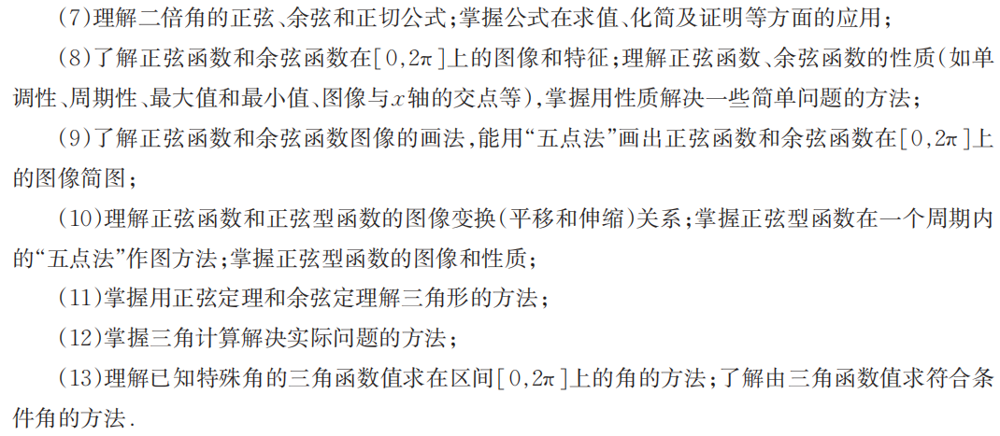 (7)理解二倍角的正弦、余弦和正切公式;掌握公式在求值、化简及证明等方面的应用;
(8)了解正弦函数和余弦函数在[0,2π]上的图像和特征;理解正弦函数、余弦函数的性质(如单
调性、周期性、最大值和最小值、图像与x轴的交点等),掌握用性质解决一些简单问题的方法;
(9)了解正弦函数和余弦函数图像的画法,能用“五点法”画出正弦函数和余弦函数在[0,2π]上
的图像简图;
(10)理解正弦函数和正弦型函数的图像变换(平移和伸缩)关系;掌握正弦型函数在一个周期内
的“五点法”作图方法;掌握正弦型函数的图像和性质;
(11)掌握用正弦定理和余弦定理解三角形的方法;
(12)掌握三角计算解决实际问题的方法;
(13)理解已知特殊角的三角函数值求在区间[0,2π]上的角的方法;了解由三角函数值求符合条
件角的方法.